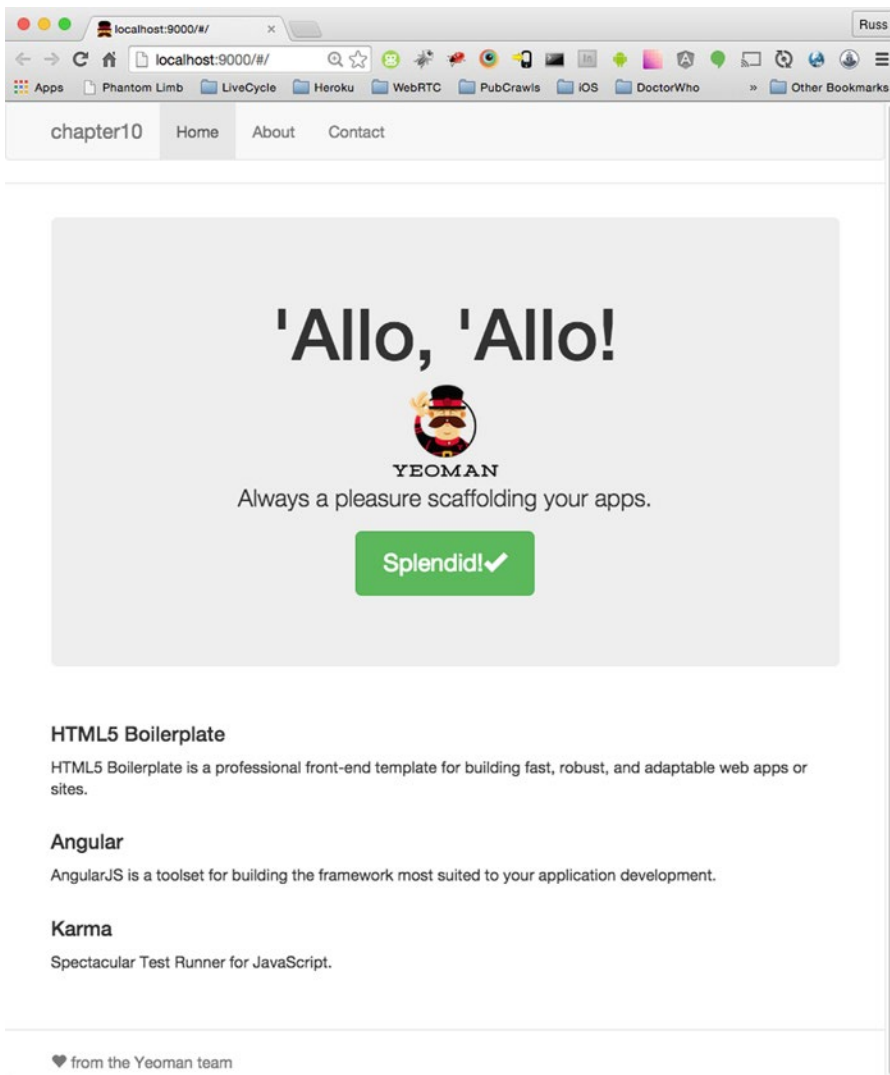 localhost:9000/#/
Russ
localhost:9000/#/
Apps Phantom Limb LiveCycle Heroku WebRTC PubCrawls iOS DoctorWho » Other Bookmarks
chapter10 Home About Contact
'Allo, 'Allo!
YEOMAN
Always a pleasure scaffolding your apps.
Splendid!✔
HTML5 Boilerplate
HTML5 Boilerplate is a professional front-end template for building fast, robust, and adaptable web apps or
sites.
Angular
AngularJS is a toolset for building the framework most suited to your application development.
Karma
Spectacular Test Runner for JavaScript.
♥ from the Yeoman team